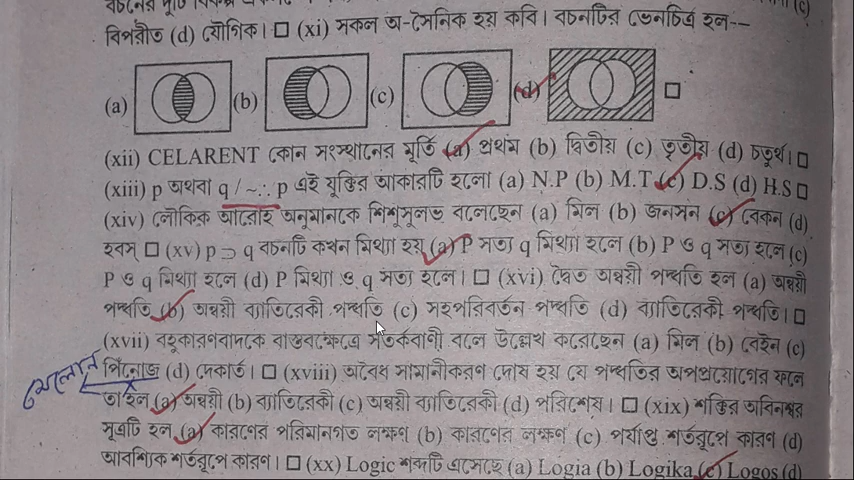 বিপরীত (d) যৌগিক। □ (xi) সকল অ-সৈনিক হয় কবি। বচনটির ভেনচিত্র হল--
(a) (b) (c) (d) □
(xii) CELARENT কোন সংস্থানের মূর্তি (a) প্রথম (b) দ্বিতীয় (c) তৃতীয় (d) চতুর্থ। □
(xiii) p অথবা q / ~∴ p এই যুক্তির আকারটি হলো (a) N.P (b) M.T (c) D.S (d) H.S □
(xiv) লৌকিক আরোহ অনুমানকে শিশুসুলভ বলেছেন (a) মিল (b) জনসন (c) বেকন (d)
হবস্ □ (xv) p ⊃ q বচনটি কখন মিথ্যা হয় (a) P সত্য q মিথ্যা হলে (b) P ও q সত্য হলে (c)
P ও q মিথ্যা হলে (d) P মিথ্যা ও q সত্য হলে। □ (xvi) দ্বৈত অন্বয়ী পদ্ধতি হল (a) অন্বয়ী
পদ্ধতি (b) অন্বয়ী ব্যাতিরেকী পদ্ধতি (c) সহপরিবর্তন পদ্ধতি (d) ব্যাতিরেকী পদ্ধতি। □
(xvii) বহুকারণবাদকে বাস্তবক্ষেত্রে সতর্কবাণী বলে উল্লেখ করেছেন (a) মিল (b) বেইন (c)
মেলোন পিনোজ (d) দেকার্ত। □ (xviii) অবৈধ সামানীকরণ দোষ হয় যে পদ্ধতির অপপ্রয়োগের ফলে
তা হল (a) অন্বয়ী (b) ব্যাতিরেকী (c) অন্বয়ী ব্যাতিরেকী (d) পরিশেষ। □ (xix) শক্তির অবিনশ্বর
সূত্রটি হল (a) কারণের পরিমানগত লক্ষণ (b) কারণের লক্ষণ (c) পর্যাপ্ত শর্তরূপে কারণ (d)
আবশ্যিক শর্তরূপে কারণ। □ (xx) Logic শব্দটি এসেছে (a) Logia (b) Logika (c) Logos (d)